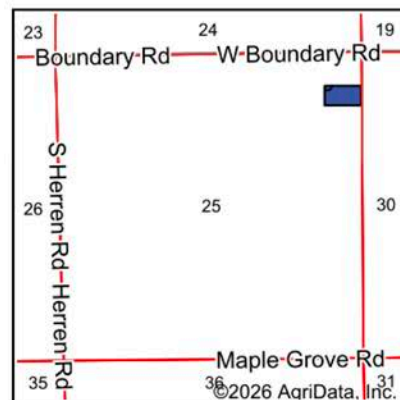 23
24
19
Boundary Rd
W Boundary Rd
S Herren Rd
Herren Rd
26
25
30
Maple Grove Rd
35
36
31
©2026 AgriData, Inc.